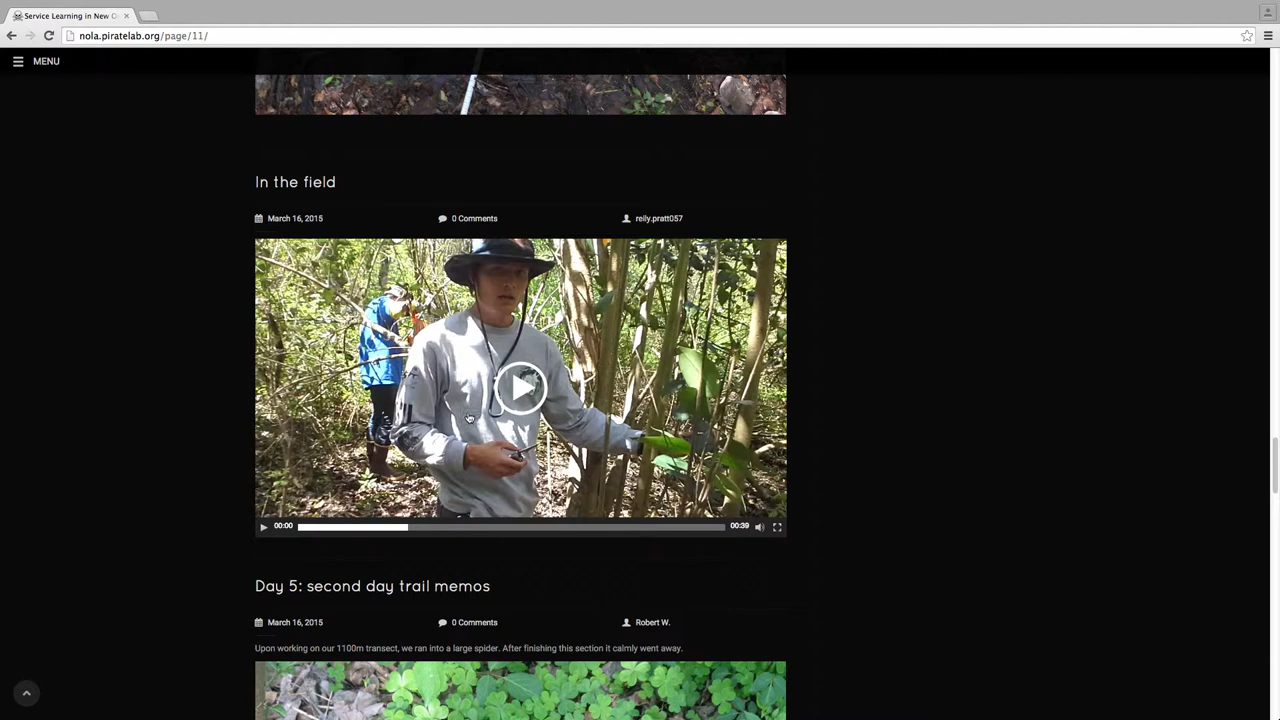 Service Learning in New O
nola.piratelab.org/page/11/
MENU
In the field
March 16, 2015
0 Comments
reily.pratt057
00:00
00:39
Day 5: second day trail memos
March 16, 2015
0 Comments
Robert W.
Upon working on our 1100m transect, we ran into a large spider. After finishing this section it calmly went away.